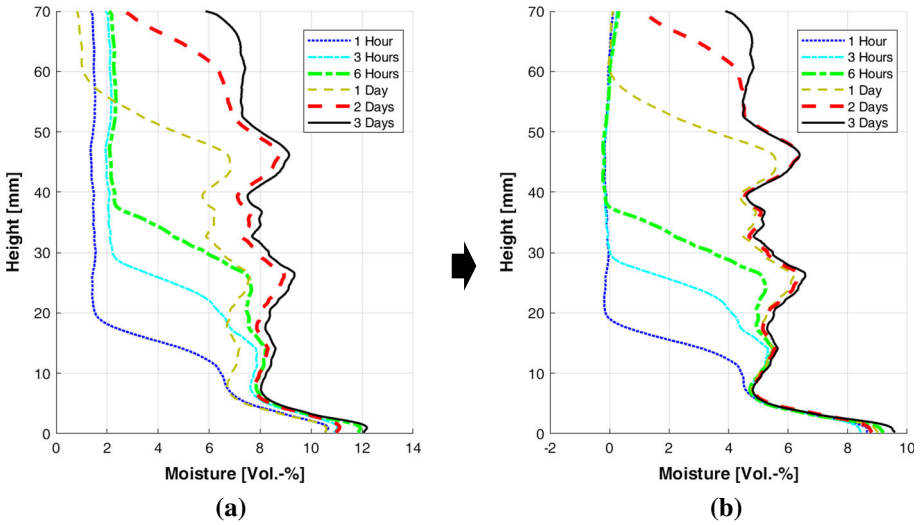 70
60
50
40
30
20
10
0
Height [mm]
1 Hour
3 Hours
6 Hours
1 Day
2 Days
3 Days
0 2 4 6 8 10 12 14
Moisture [Vol.-%]
(a)
70
60
50
40
30
20
10
0
Height [mm]
1 Hour
3 Hours
6 Hours
1 Day
2 Days
3 Days
-2 0 2 4 6 8 10
Moisture [Vol.-%]
(b)